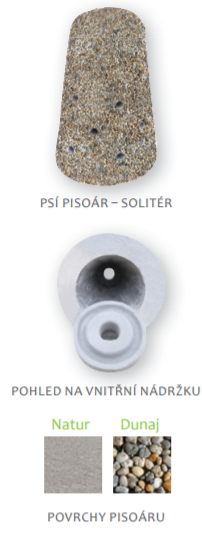 PSÍ PISOÁR – SOLITÉR
POHLED NA VNITŘNÍ NÁDRŽKU
Natur Dunaj
POVRCHY PISOÁRU